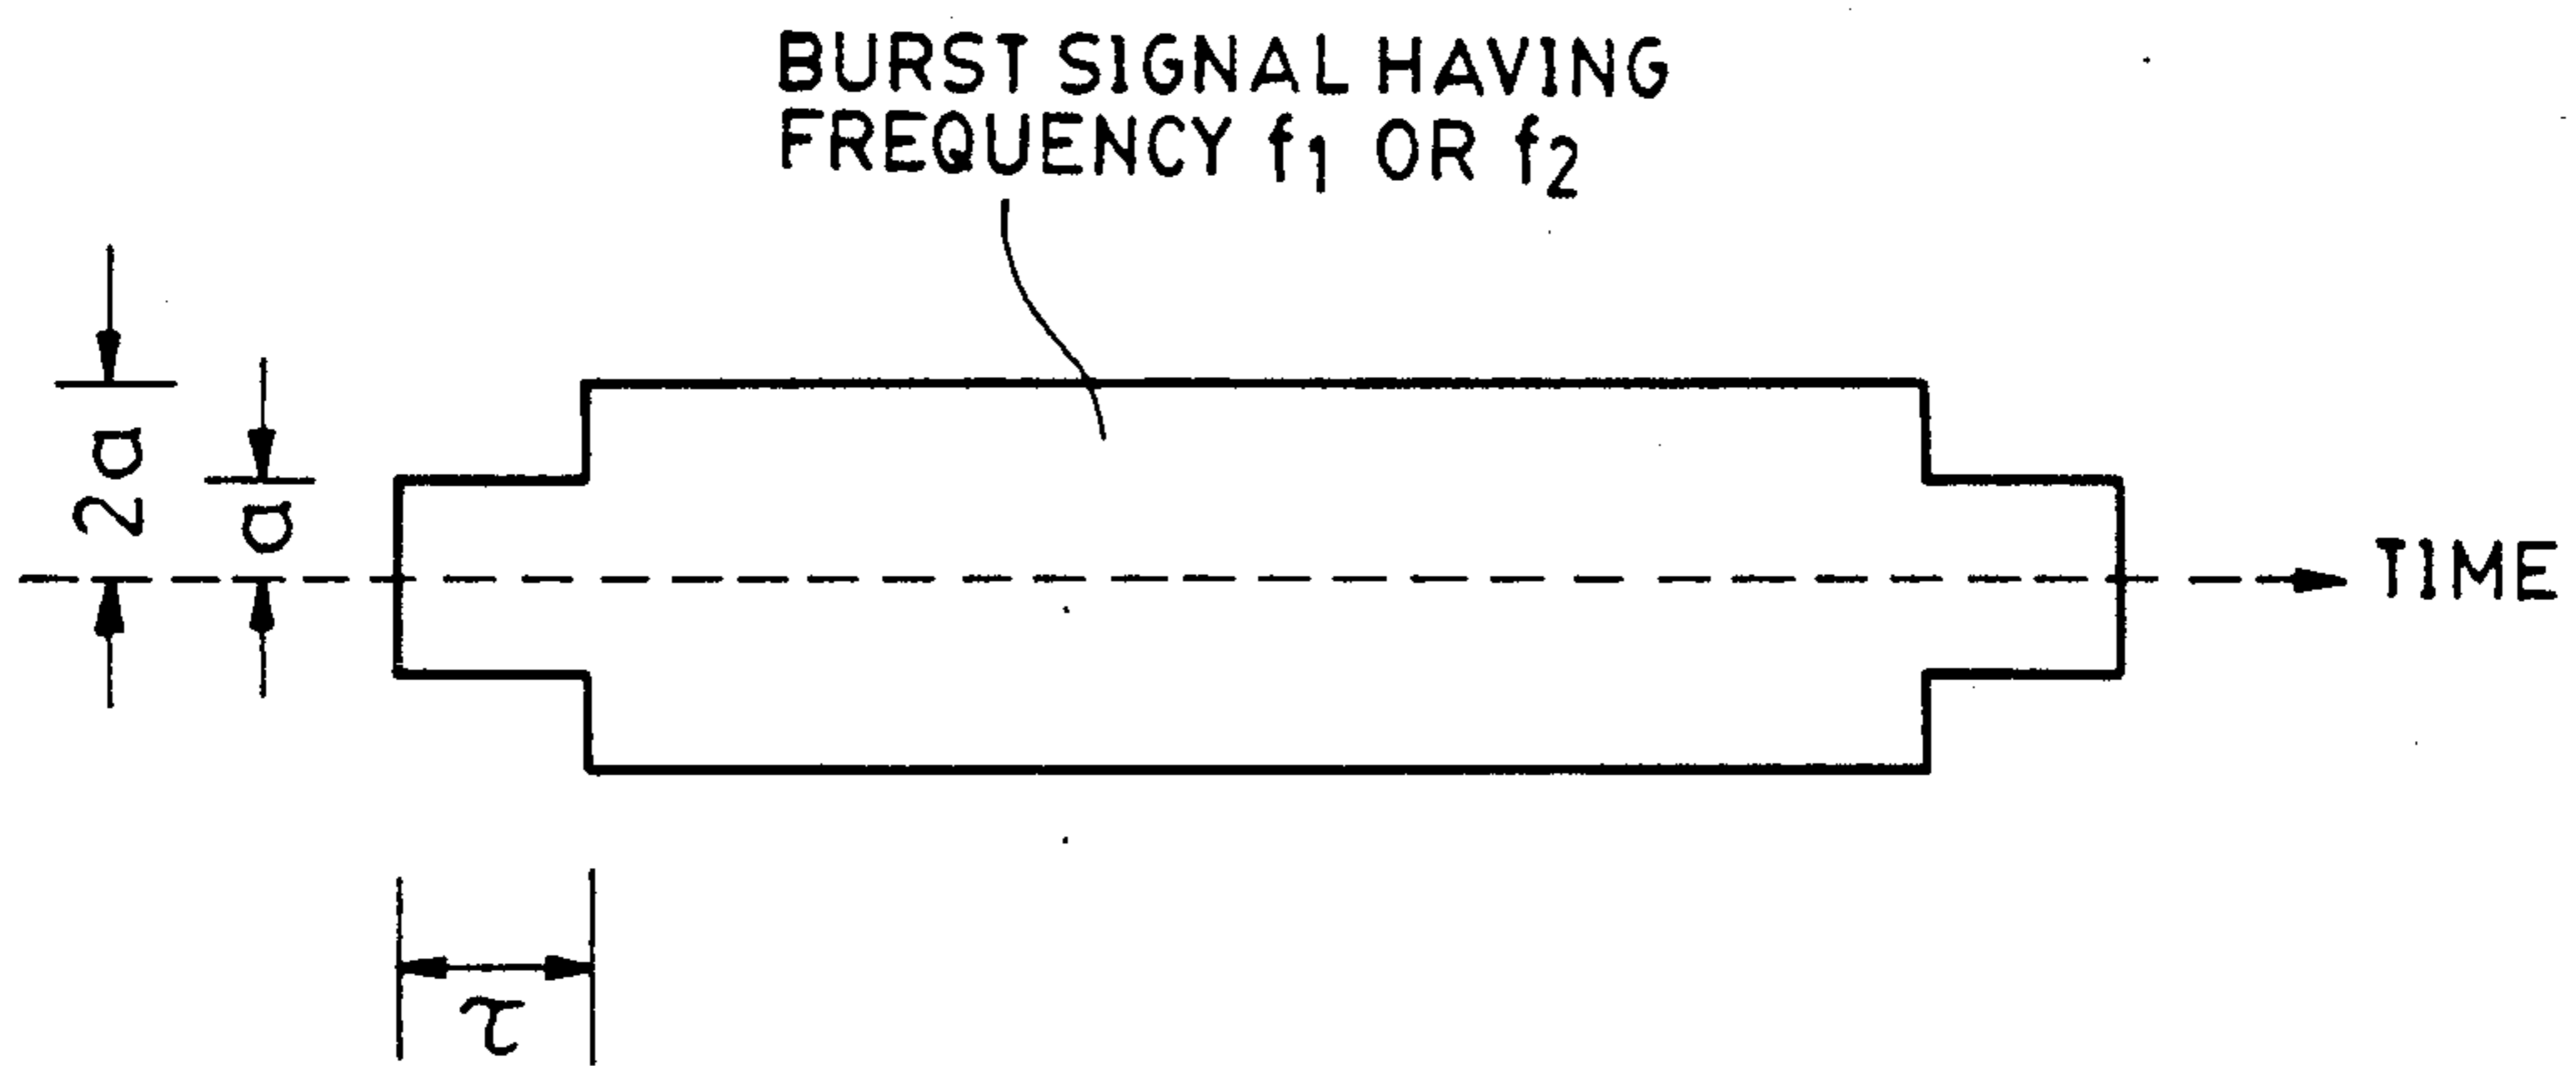 BURST SIGNAL HAVING
FREQUENCY f₁ OR f₂
2a
a
TIME
τ